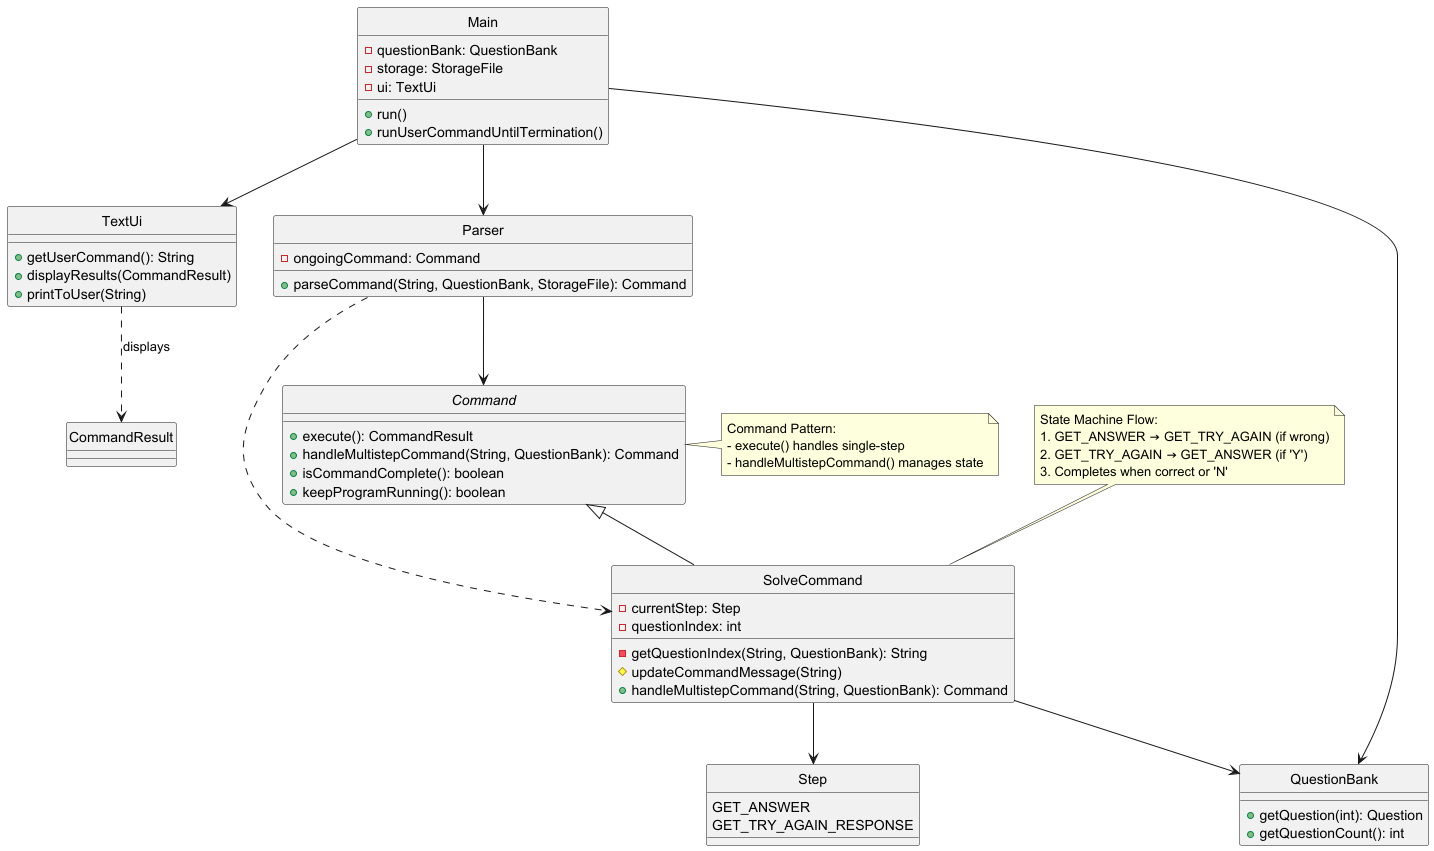 Main
questionBank: QuestionBank
storage: StorageFile
ui: TextUi
run()
runUserCommandUntilTermination()
TextUi
getUserCommand(): String
displayResults(CommandResult)
printToUser(String)
Parser
ongoingCommand: Command
parseCommand(String, QuestionBank, StorageFile): Command
displays
CommandResult
Command
execute(): CommandResult
handleMultistepCommand(String, QuestionBank): Command
isCommandComplete(): boolean
keepProgramRunning(): boolean
Command Pattern:
- execute() handles single-step
- handleMultistepCommand() manages state
State Machine Flow:
1. GET_ANSWER → GET_TRY_AGAIN (if wrong)
2. GET_TRY_AGAIN → GET_ANSWER (if 'Y')
3. Completes when correct or 'N'
SolveCommand
currentStep: Step
questionIndex: int
getQuestionIndex(String, QuestionBank): String
updateCommandMessage(String)
handleMultistepCommand(String, QuestionBank): Command
Step
GET_ANSWER
GET_TRY_AGAIN_RESPONSE
QuestionBank
getQuestion(int): Question
getQuestionCount(): int